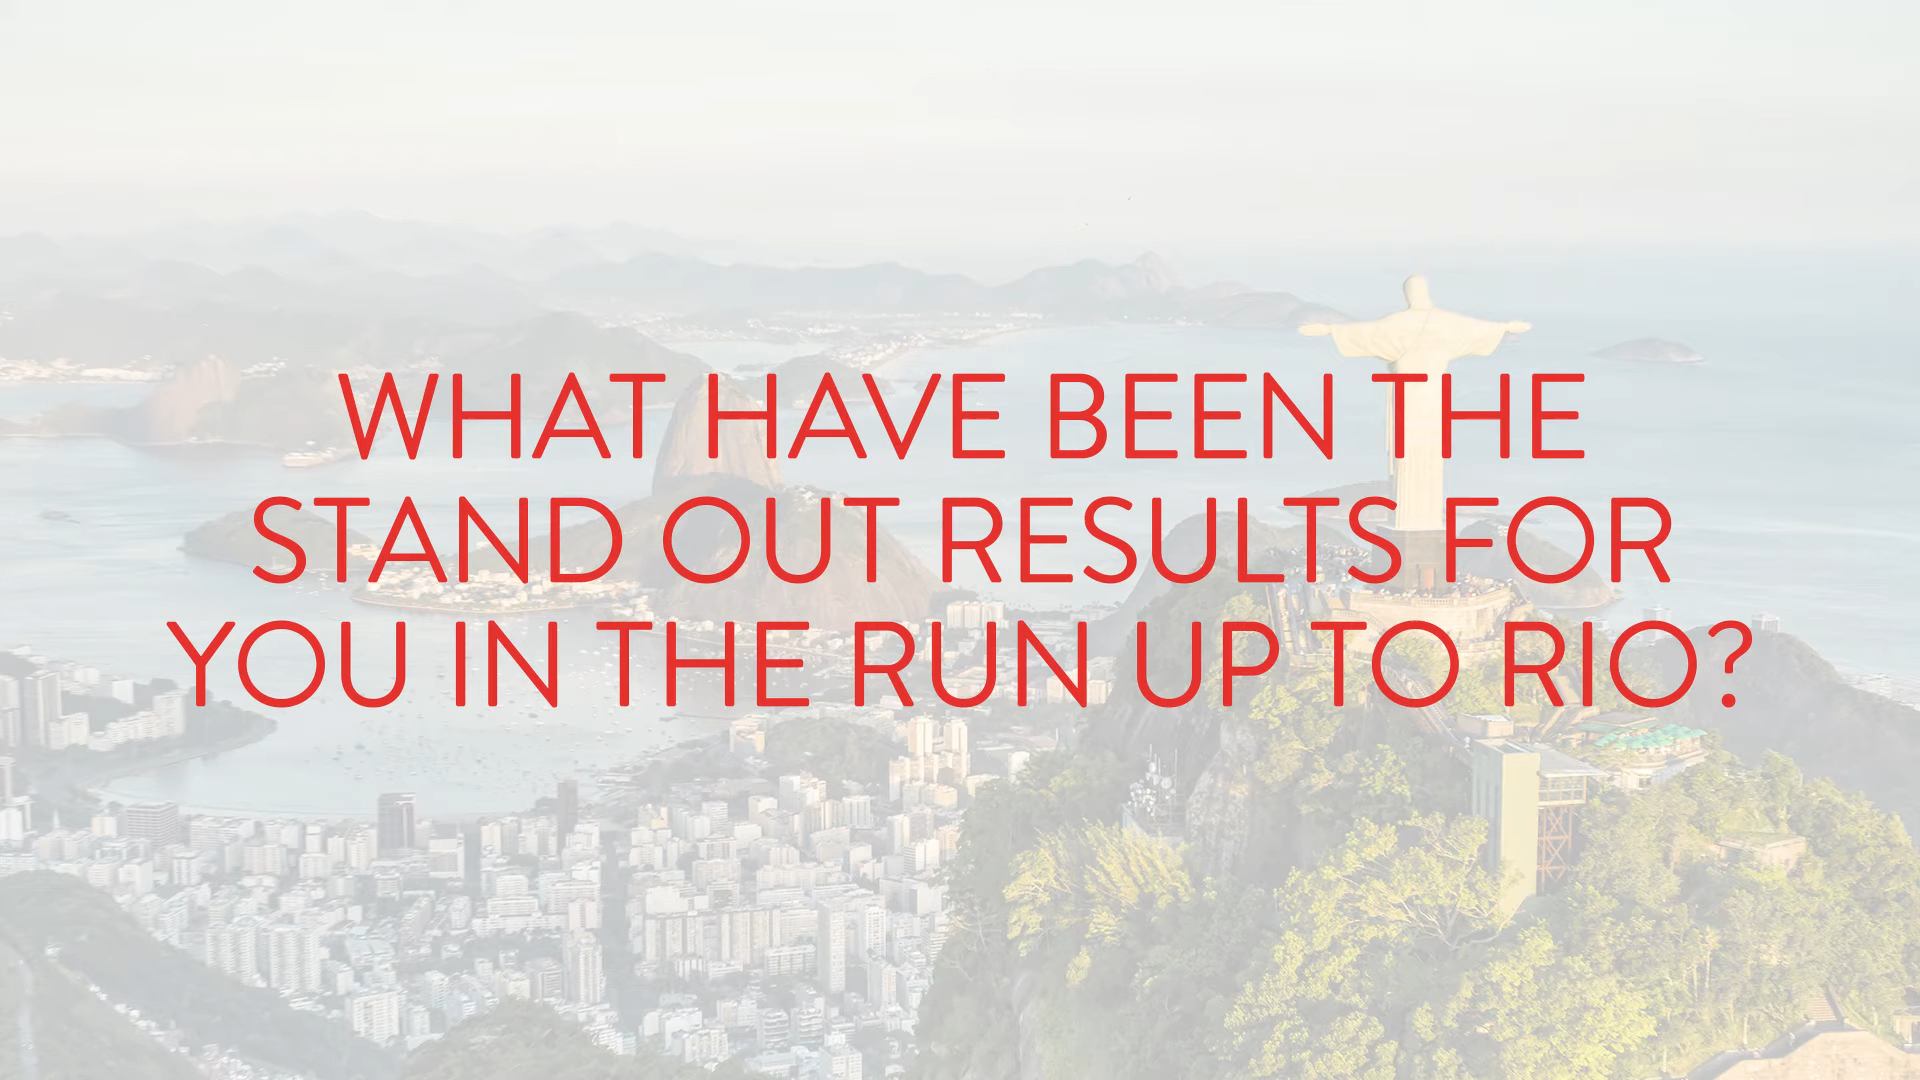 WHAT HAVE BEEN THE
STAND OUT RESULTS FOR
YOU IN THE RUN UP TO RIO?